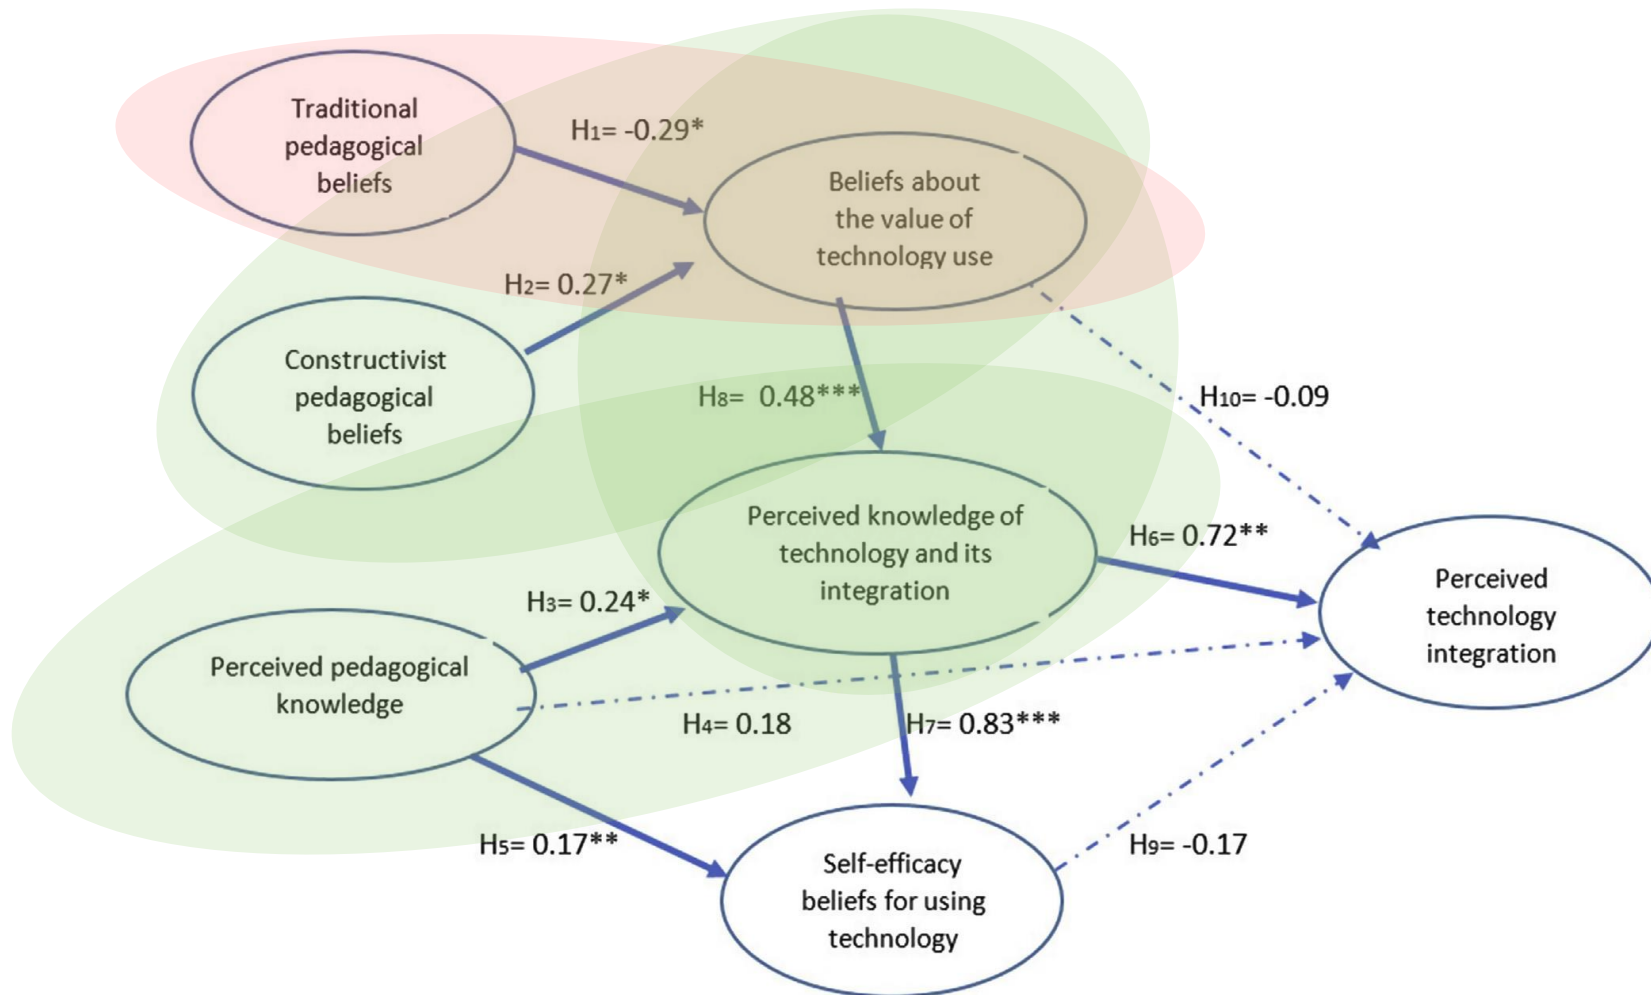 Traditional
pedagogical
beliefs
H1= -0.29*
Beliefs about
the value of
technology use
H2= 0.27*
Constructivist
pedagogical
beliefs
H8= 0.48***
H10= -0.09
Perceived knowledge of
technology and its
integration
H6= 0.72**
Perceived
technology
integration
H3= 0.24*
Perceived pedagogical
knowledge
H4= 0.18
H7= 0.83***
H5= 0.17**
H9= -0.17
Self-efficacy
beliefs for using
technology